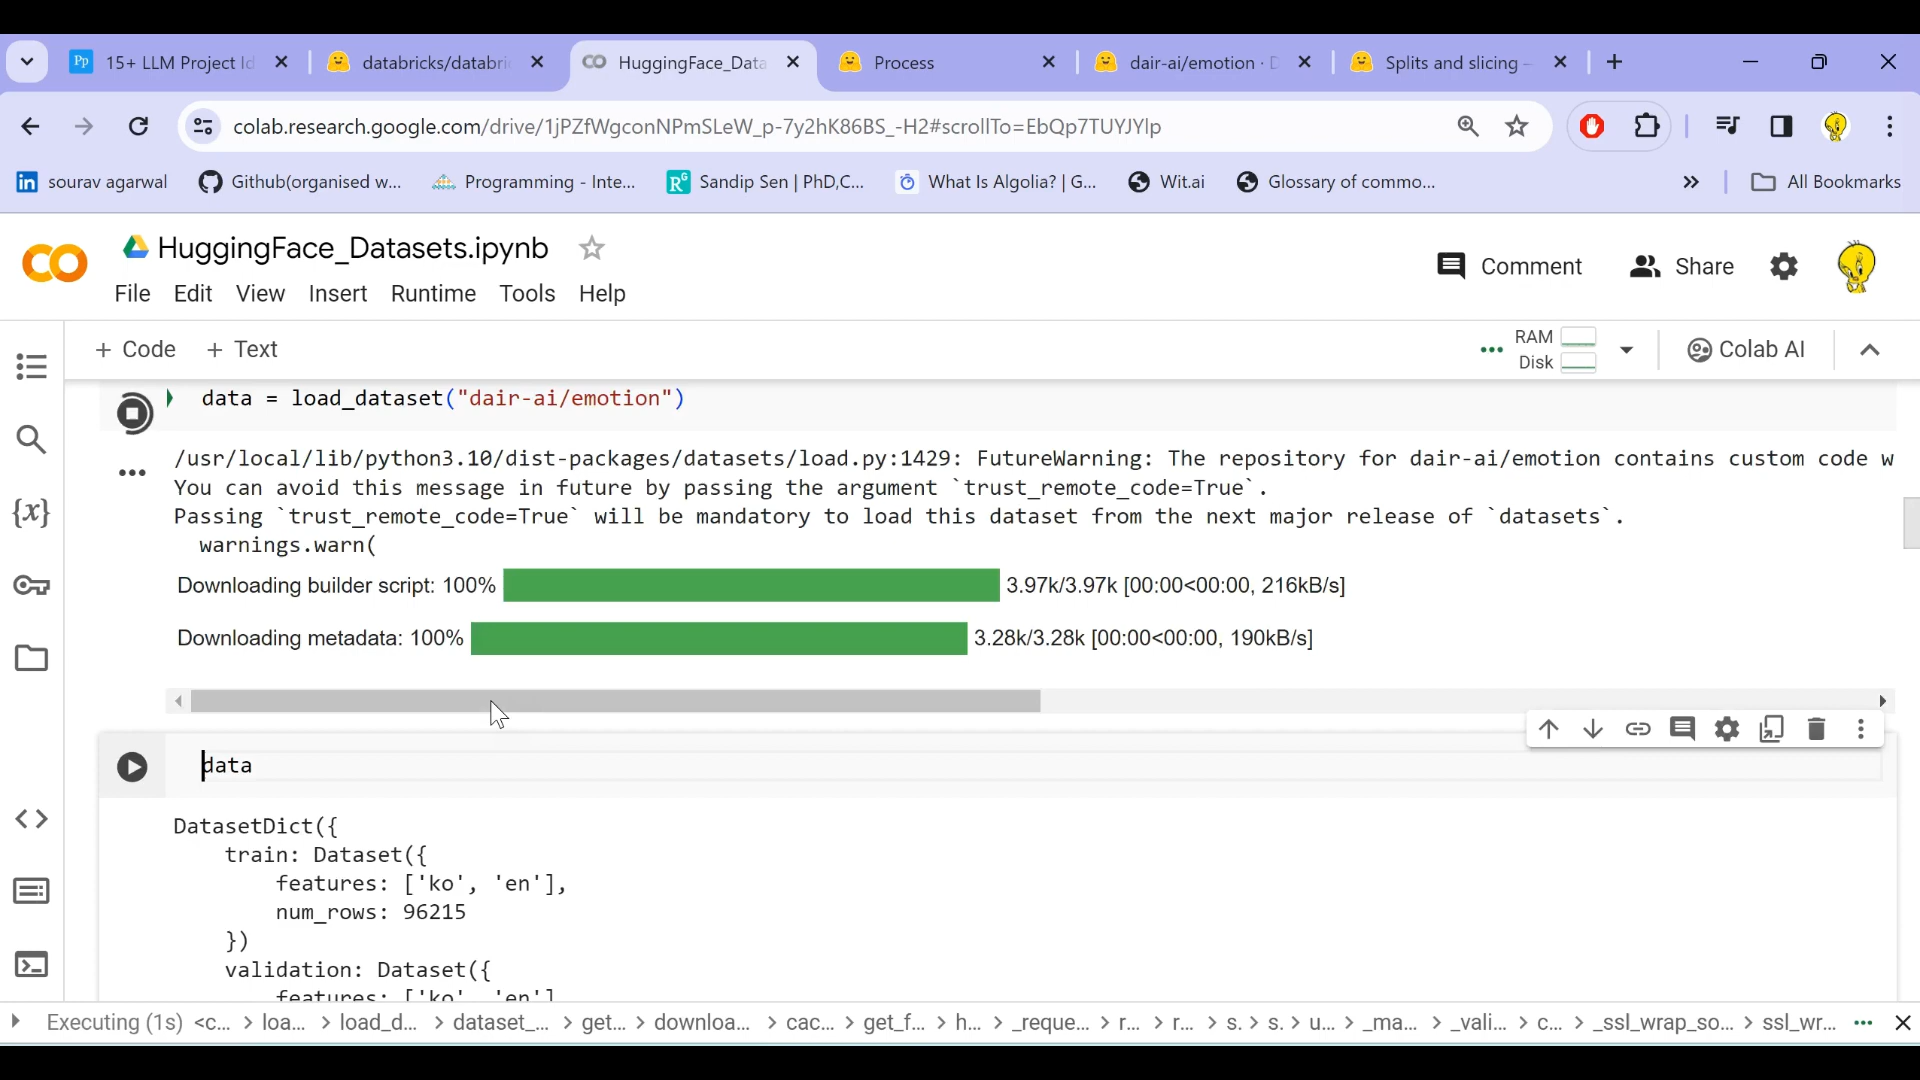 Pp 15+ LLM Project Id
databricks/databri
HuggingFace_Data
Process
dair-ai/emotion · D
Splits and slicing –
colab.research.google.com/drive/1jPZfWgconNPmSLeW_p-7y2hK86BS_-H2#scrollTo=EbQp7TUYJYlp
in sourav agarwal
Github(organised w...
Programming - Inte...
RG Sandip Sen | PhD,C...
What Is Algolia? | G...
Wit.ai
Glossary of commo...
All Bookmarks
HuggingFace_Datasets.ipynb
Comment
Share
File Edit View Insert Runtime Tools Help
+ Code + Text
RAM
Disk
Colab AI
data = load_dataset("dair-ai/emotion")
/usr/local/lib/python3.10/dist-packages/datasets/load.py:1429: FutureWarning: The repository for dair-ai/emotion contains custom code w
You can avoid this message in future by passing the argument `trust_remote_code=True`.
Passing `trust_remote_code=True` will be mandatory to load this dataset from the next major release of `datasets`.
warnings.warn(
Downloading builder script: 100% 3.97k/3.97k [00:00<00:00, 216kB/s]
Downloading metadata: 100% 3.28k/3.28k [00:00<00:00, 190kB/s]
data
DatasetDict({
train: Dataset({
features: ['ko', 'en'],
num_rows: 96215
})
validation: Dataset({
features: ['ko', 'en']
Executing (1s) <c... > loa... > load_d... > dataset_... > get... > downloa... > cac... > get_f... > h... > _reque... > r... > r... > s. > s. > u... > _ma... > _vali... > c... > _ssl_wrap_so... > ssl_wr...